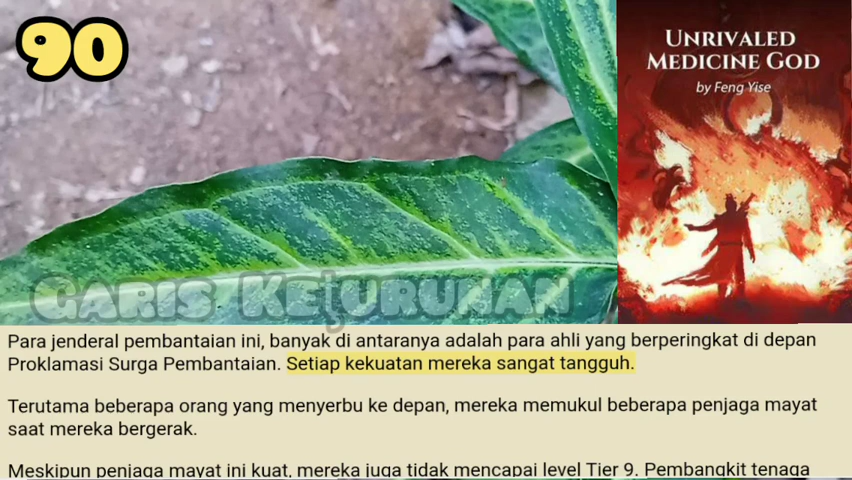 90
UNRIVALED
MEDICINE GOD
by Feng Yise
GARIS KEJURUNAN
Para jenderal pembantaian ini, banyak di antaranya adalah para ahli yang berperingkat di depan
Proklamasi Surga Pembantaian. Setiap kekuatan mereka sangat tangguh.
Terutama beberapa orang yang menyerbu ke depan, mereka memukul beberapa penjaga mayat
saat mereka bergerak.
Meskipun penjaga mayat ini kuat, mereka juga tidak mencapai level Tier 9. Pembangkit tenaga